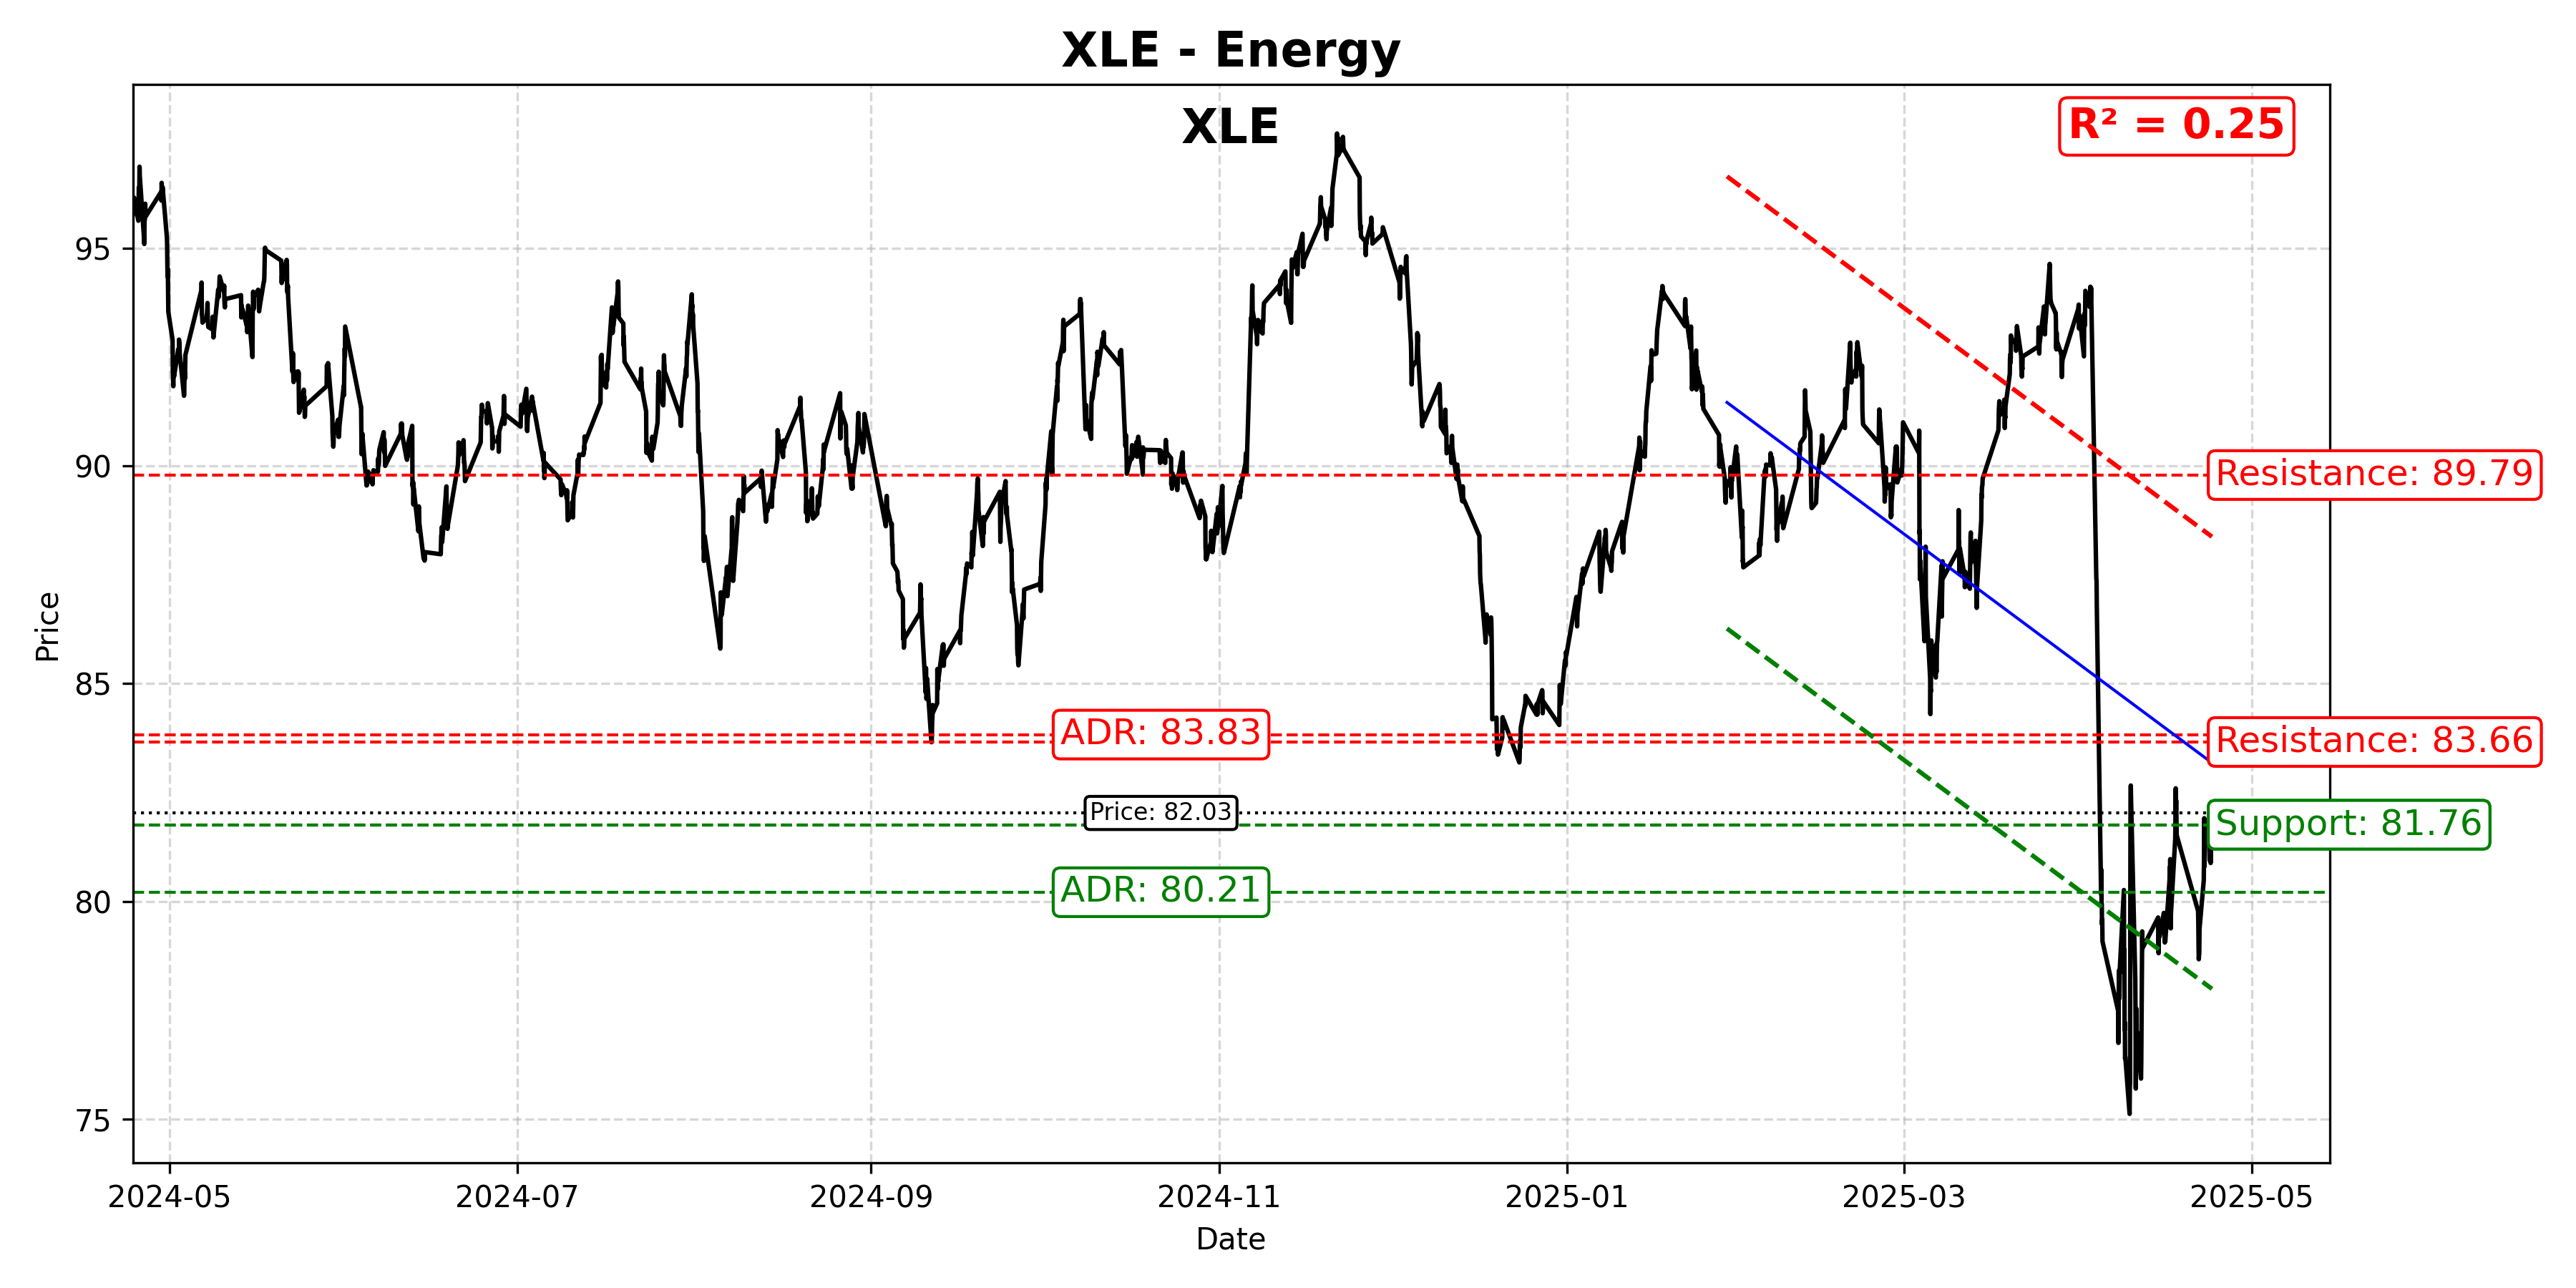 XLE - Energy
XLE
R² = 0.25
95
90
85
80
75
Price
Resistance: 89.79
ADR: 83.83
Resistance: 83.66
Price: 82.03
Support: 81.76
ADR: 80.21
2024-05
2024-07
2024-09
2024-11
2025-01
2025-03
2025-05
Date